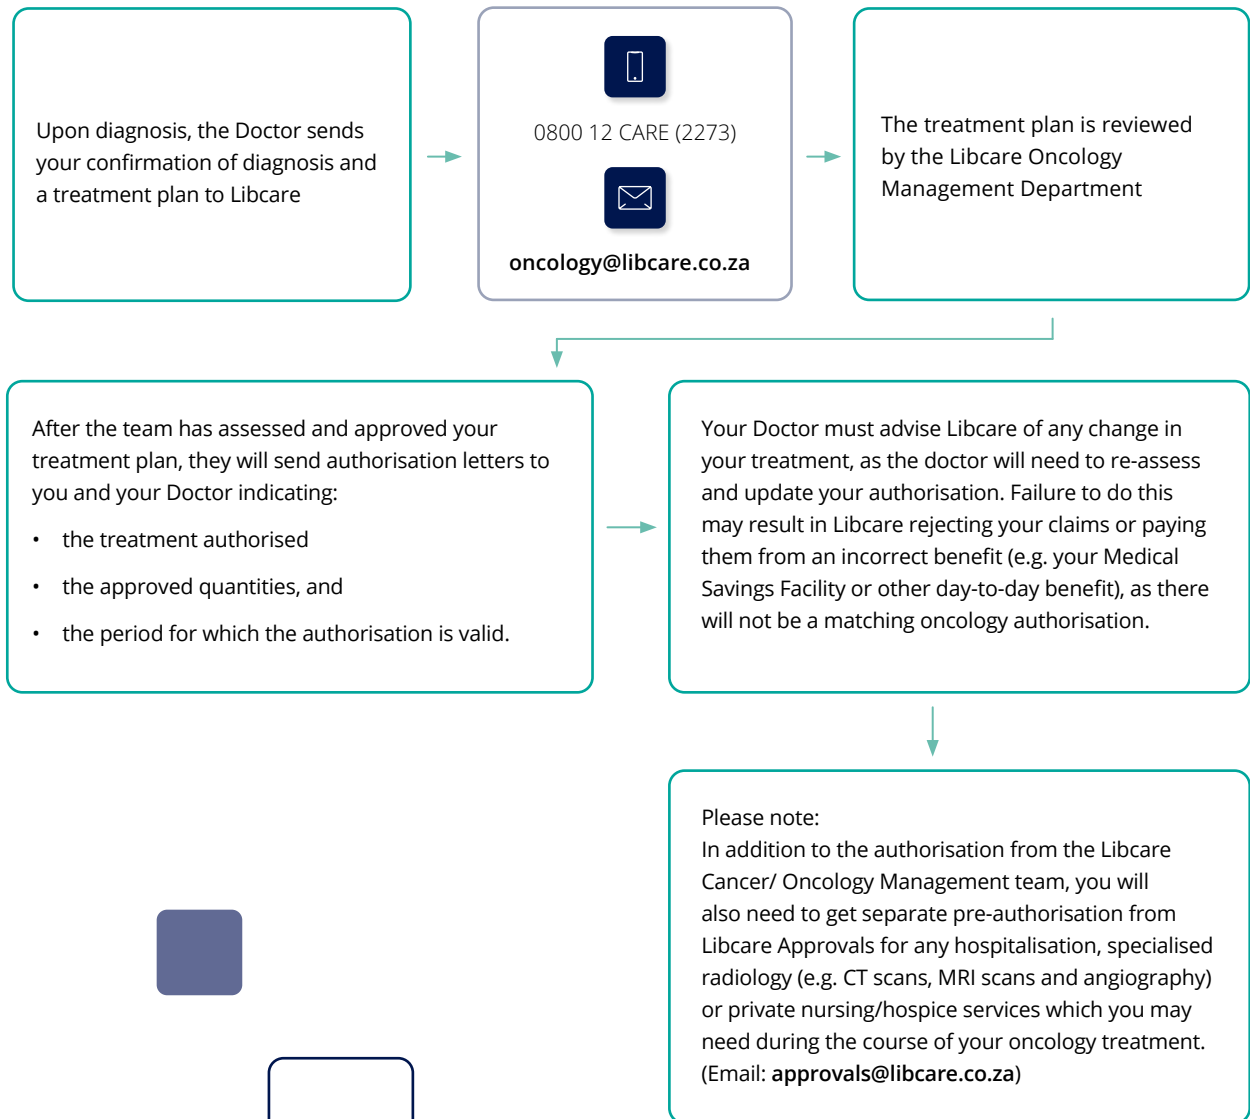 Upon diagnosis, the Doctor sends
your confirmation of diagnosis and
a treatment plan to Libcare
0800 12 CARE (2273)
oncology@libcare.co.za
The treatment plan is reviewed
by the Libcare Oncology
Management Department
After the team has assessed and approved your
treatment plan, they will send authorisation letters to
you and your Doctor indicating:
• the treatment authorised
• the approved quantities, and
• the period for which the authorisation is valid.
Your Doctor must advise Libcare of any change in
your treatment, as the doctor will need to re-assess
and update your authorisation. Failure to do this
may result in Libcare rejecting your claims or paying
them from an incorrect benefit (e.g. your Medical
Savings Facility or other day-to-day benefit), as there
will not be a matching oncology authorisation.
Please note:
In addition to the authorisation from the Libcare
Cancer/ Oncology Management team, you will
also need to get separate pre-authorisation from
Libcare Approvals for any hospitalisation, specialised
radiology (e.g. CT scans, MRI scans and angiography)
or private nursing/hospice services which you may
need during the course of your oncology treatment.
(Email: approvals@libcare.co.za)